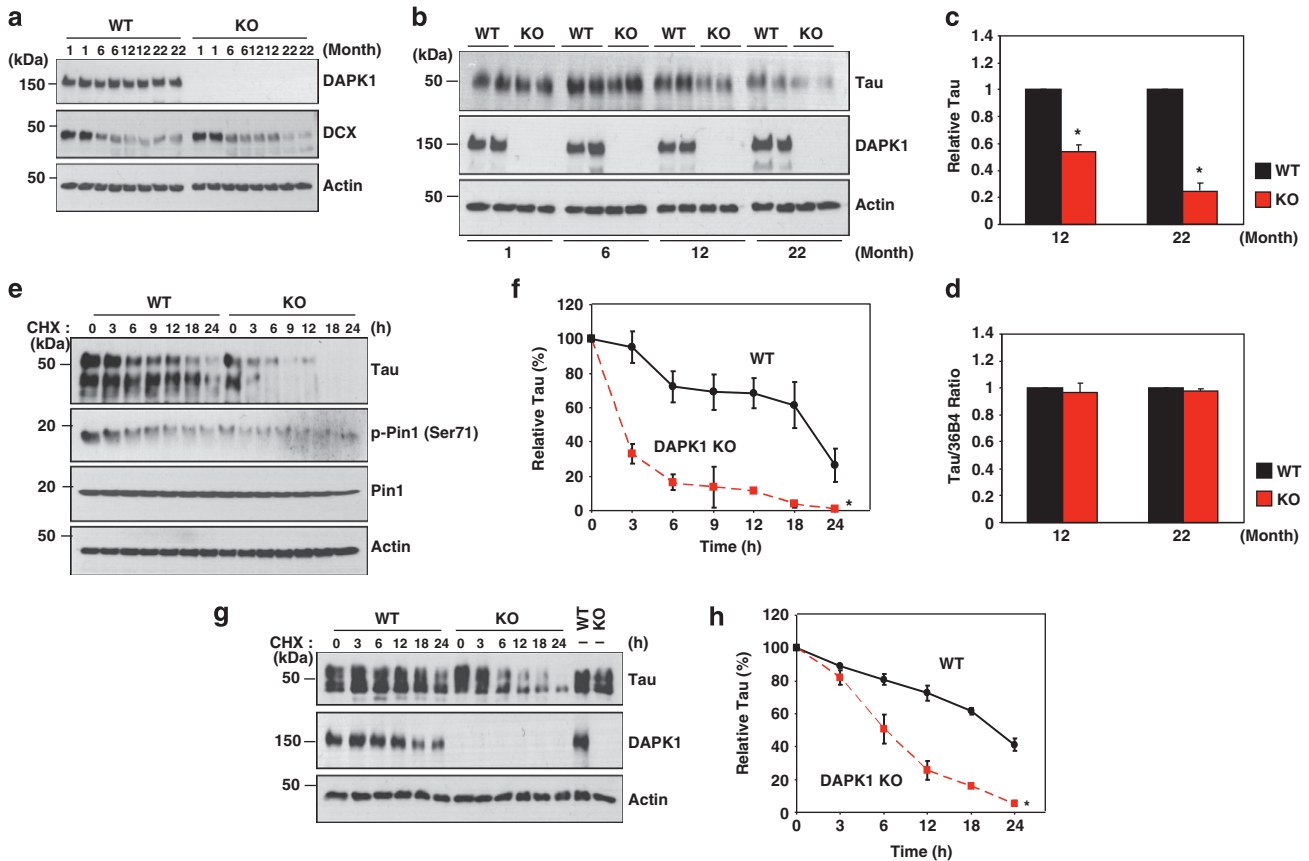 a
WT KO
1 1 6 6 12 12 22 22 1 1 6 6 12 12 22 22 (Month)
(kDa)
150 DAPK1
50
DCX
50
Actin
b
WT KO WT KO WT KO WT KO
(kDa)
50 Tau
150 DAPK1
50
Actin
1 6 12 22 (Month)
c
1.4
1.2
1
0.8
0.6
0.4
0.2
0
Relative Tau
*
*
12 22 (Month)
WT
KO
e
WT KO
CHX : 0 3 6 9 12 18 24 0 3 6 9 12 18 24 (h)
(kDa)
50 Tau
20 p-Pin1 (Ser71)
20 Pin1
50 Actin
f
120
100
80
60
40
20
0
Relative Tau (%)
WT
DAPK1 KO
*
0 3 6 9 12 18 24
Time (h)
d
1.4
1.2
1
0.8
0.6
0.4
0.2
0
Tau/36B4 Ratio
12 22 (Month)
WT
KO
g
WT KO WT KO
CHX : 0 3 6 12 18 24 0 3 6 12 18 24 – – (h)
(kDa)
50 Tau
150 DAPK1
50
Actin
h
120
100
80
60
40
20
0
Relative Tau (%)
WT
DAPK1 KO
*
0 3 6 12 18 24
Time (h)